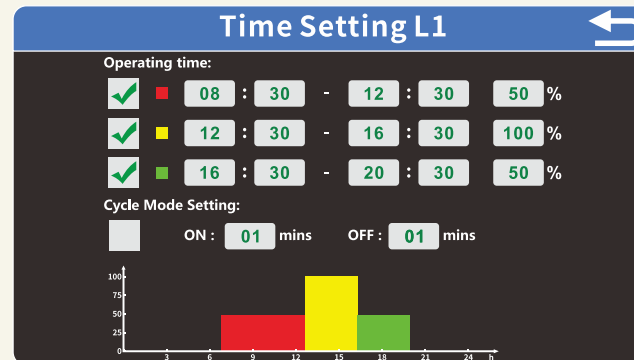 Time Setting L1
Operating time:
08 : 30 - 12 : 30 50 %
12 : 30 - 16 : 30 100 %
16 : 30 - 20 : 30 50 %
Cycle Mode Setting:
ON : 01 mins OFF : 01 mins
100
75
50
25
0
3 6 9 12 15 18 21 24 h